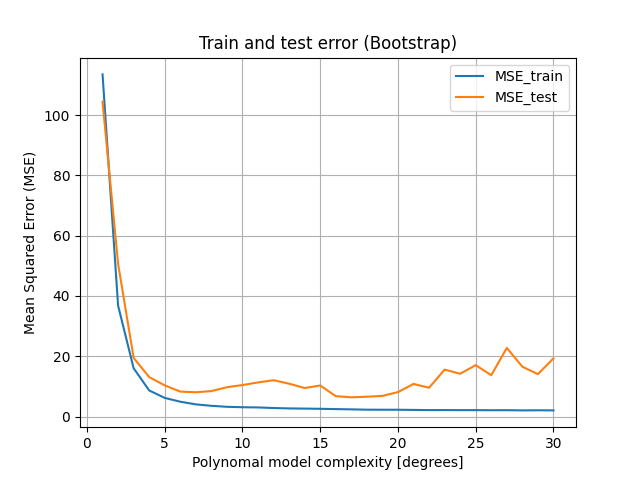 Train and test error (Bootstrap)
MSE_train
MSE_test
Mean Squared Error (MSE)
100
80
60
40
20
0
0 5 10 15 20 25 30
Polynomal model complexity [degrees]